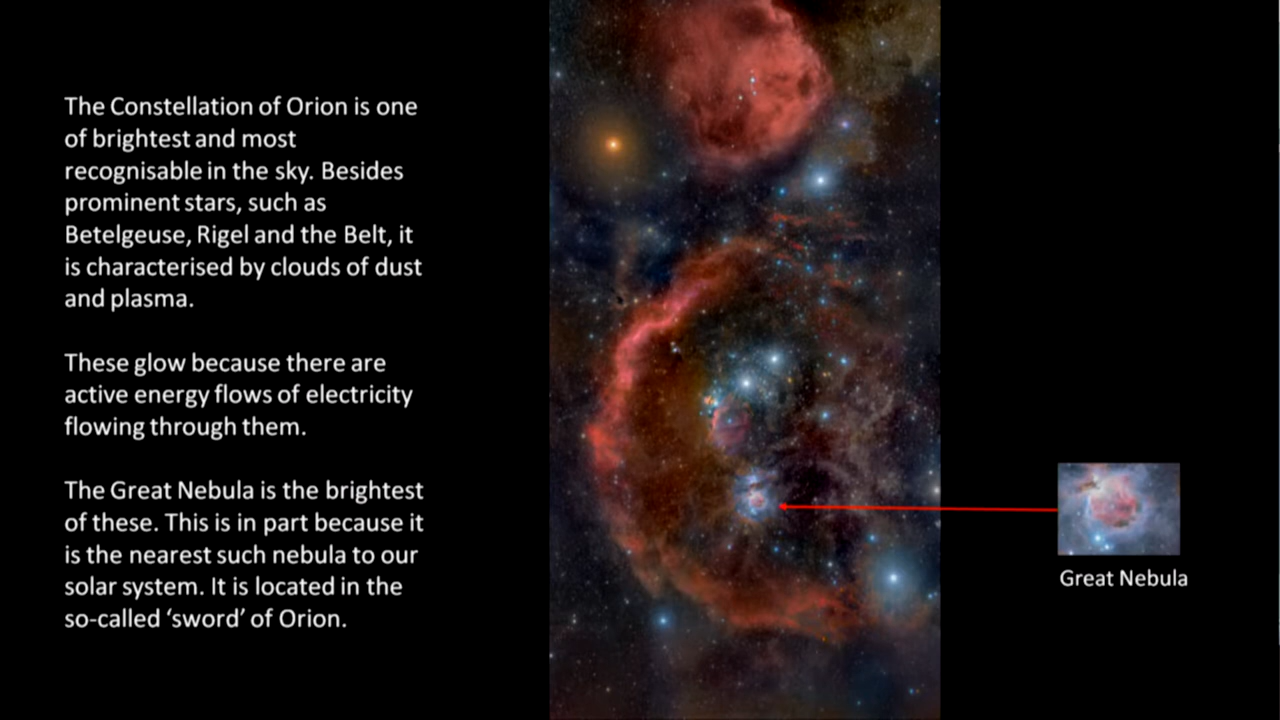 The Constellation of Orion is one
of brightest and most
recognisable in the sky. Besides
prominent stars, such as
Betelgeuse, Rigel and the Belt, it
is characterised by clouds of dust
and plasma.
These glow because there are
active energy flows of electricity
flowing through them.
The Great Nebula is the brightest
of these. This is in part because it
is the nearest such nebula to our
solar system. It is located in the
so-called ‘sword’ of Orion.
Great Nebula